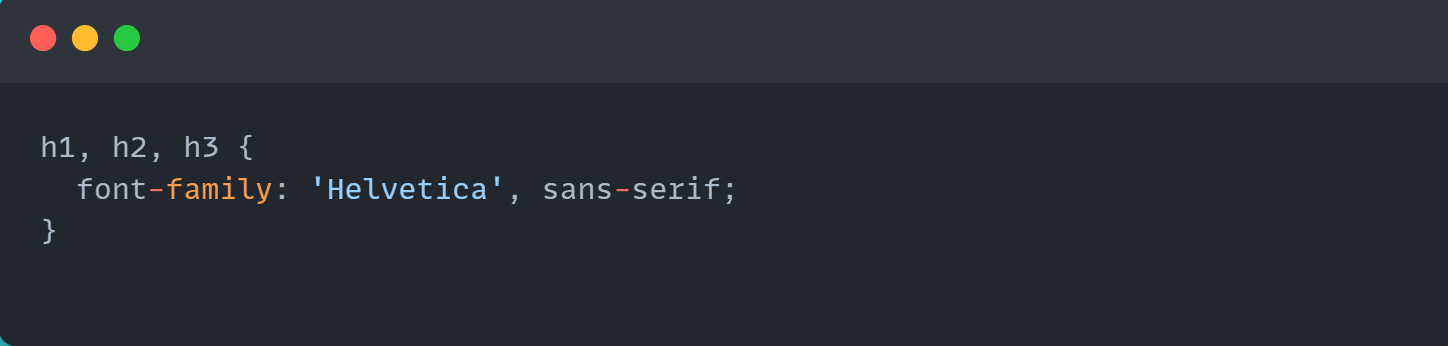 h1, h2, h3 {
  font-family: 'Helvetica', sans-serif;
}